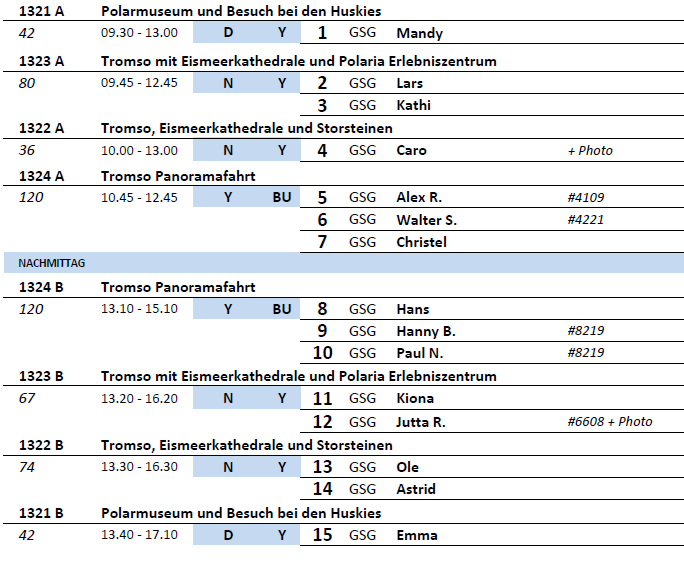 1321 A Polarmuseum und Besuch bei den Huskies
42 09.30 - 13.00 D Y 1 GSG Mandy
1323 A Tromso mit Eismeerkathedrale und Polaria Erlebniszentrum
80 09.45 - 12.45 N Y 2 GSG Lars
3 GSG Kathi
1322 A Tromso, Eismeerkathedrale und Storsteinen
36 10.00 - 13.00 N Y 4 GSG Caro + Photo
1324 A Tromso Panoramafahrt
120 10.45 - 12.45 Y BU 5 GSG Alex R. #4109
6 GSG Walter S. #4221
7 GSG Christel
NACHMITTAG
1324 B Tromso Panoramafahrt
120 13.10 - 15.10 Y BU 8 GSG Hans
9 GSG Hanny B. #8219
10 GSG Paul N. #8219
1323 B Tromso mit Eismeerkathedrale und Polaria Erlebniszentrum
67 13.20 - 16.20 N Y 11 GSG Kiona
12 GSG Jutta R. #6608 + Photo
1322 B Tromso, Eismeerkathedrale und Storsteinen
74 13.30 - 16.30 N Y 13 GSG Ole
14 GSG Astrid
1321 B Polarmuseum und Besuch bei den Huskies
42 13.40 - 17.10 D Y 15 GSG Emma